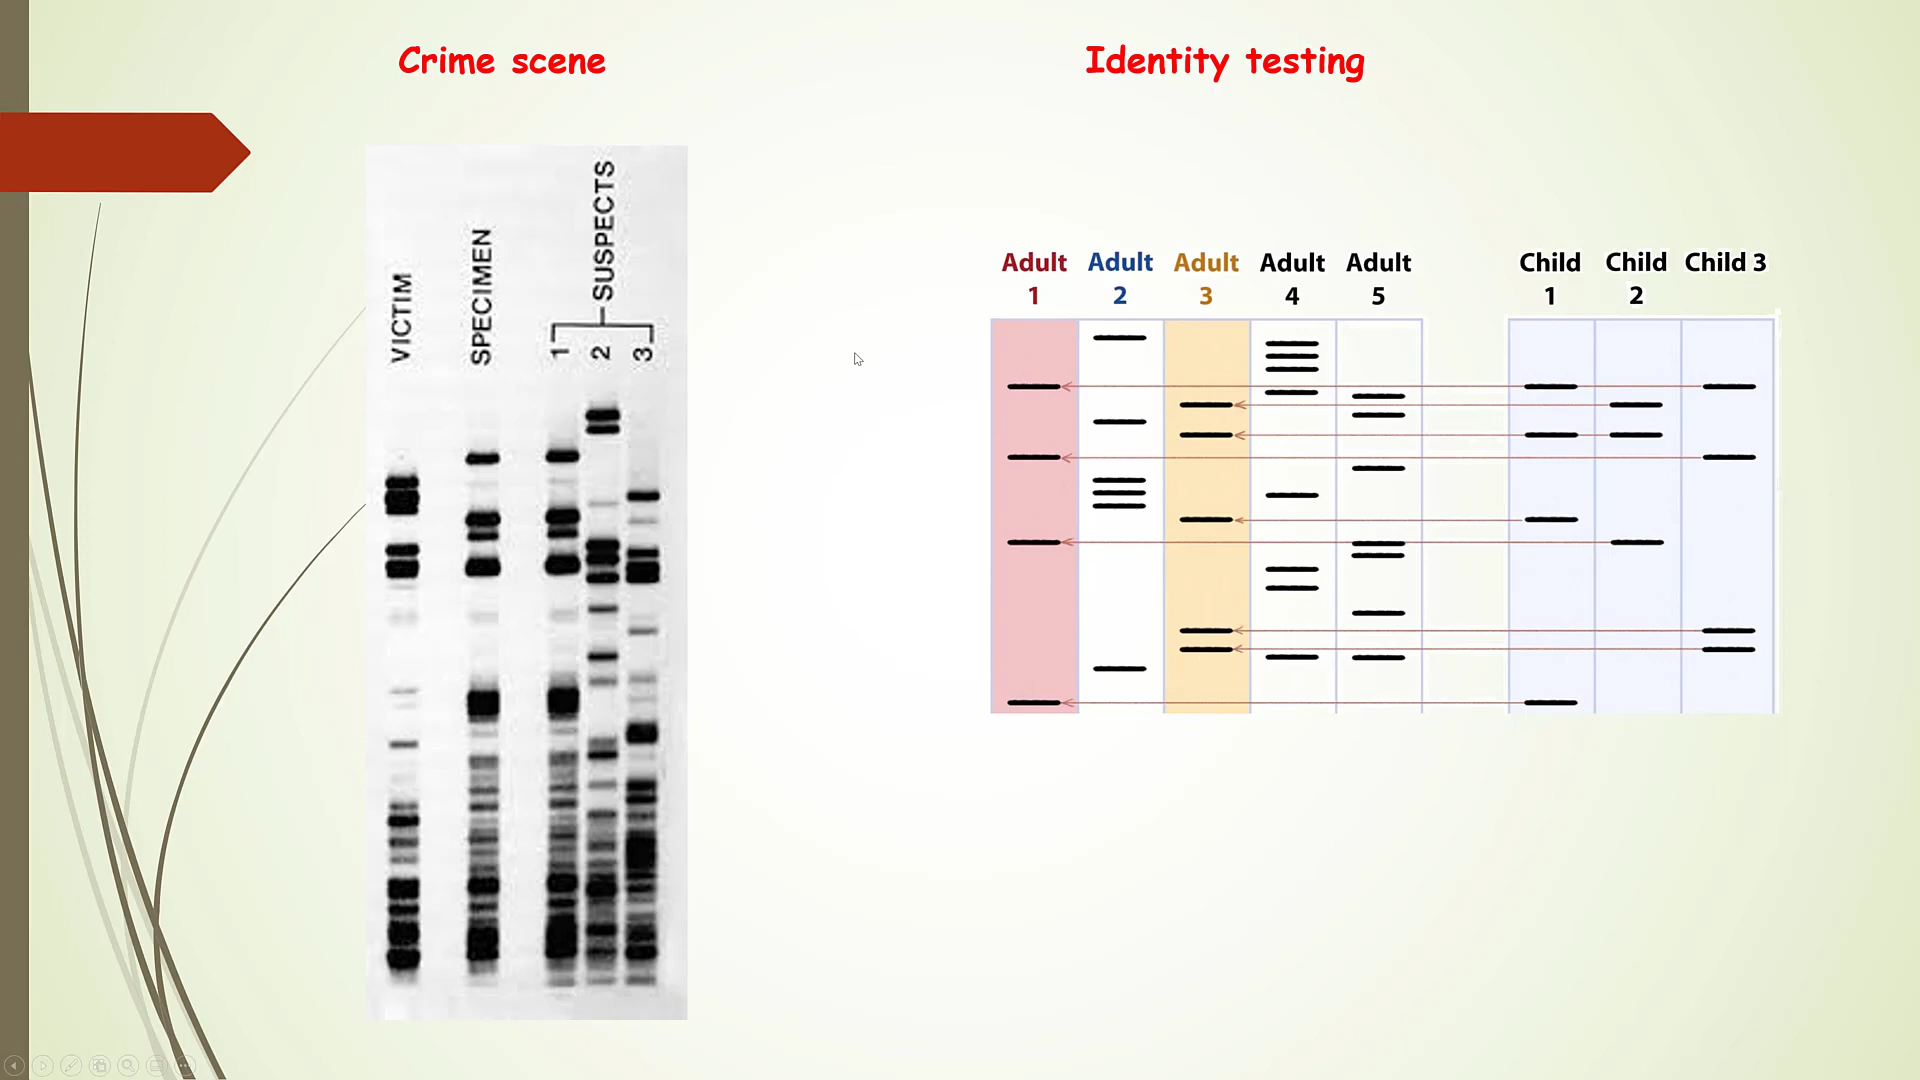 Crime scene
Identity testing
VICTIM
SPECIMEN
SUSPECTS
1
2
3
Adult Adult Adult Adult Adult Child Child Child 3
1 2 3 4 5 1 2